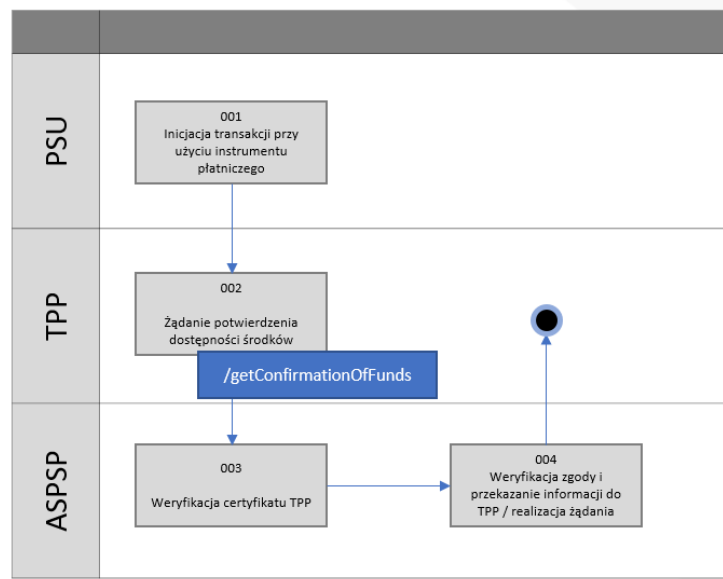 PSU
001
Inicjacja transakcji przy
użyciu instrumentu
płatniczego
TPP
002
Żądanie potwierdzenia
dostępności środków
/getConfirmationOfFunds
ASPSP
003
Weryfikacja certyfikatu TPP
004
Weryfikacja zgody i
przekazanie informacji do
TPP / realizacja żądania